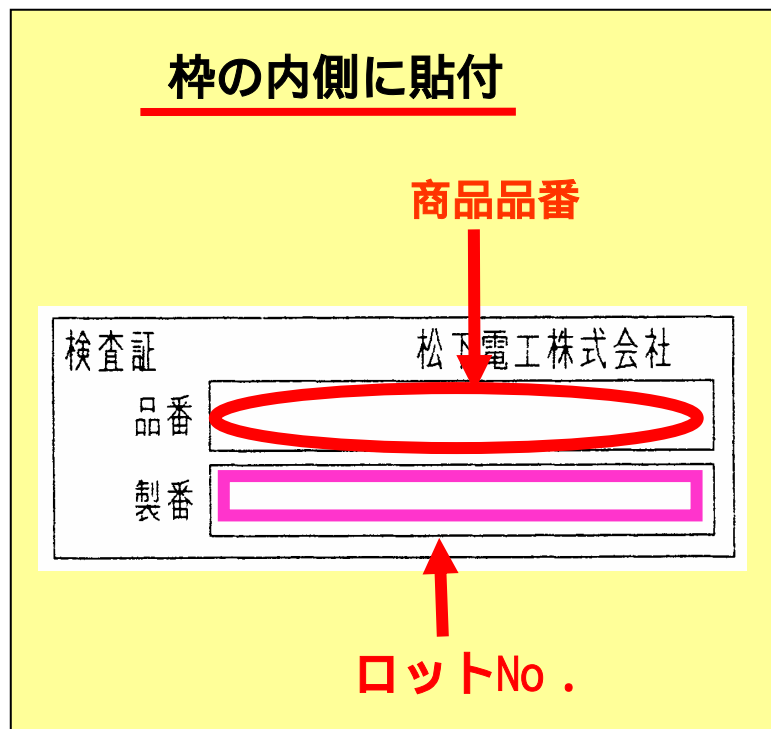 枠の内側に貼付
商品品番
検査証 松下電工株式会社
品番
製番
ロットNo.